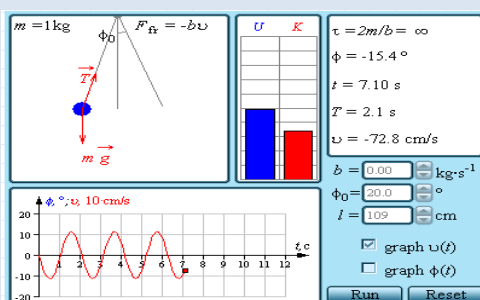 m =1kg
F fr = -bυ
ϕ0
T
m g
U K
τ =2m/b= ∞
ϕ = -15.4 °
t = 7.10 s
T = 2.1 s
υ = -72.8 cm/s
b = 0.00 kg·s-1
ϕ0= 20.0 °
l = 109 cm
graph υ(t)
graph ϕ(t)
Run Reset
ϕ,°;υ, 10·cm/s
20
10
0
-10
-20
1 2 3 4 5 6 7 8 9 10 11 12
t,c